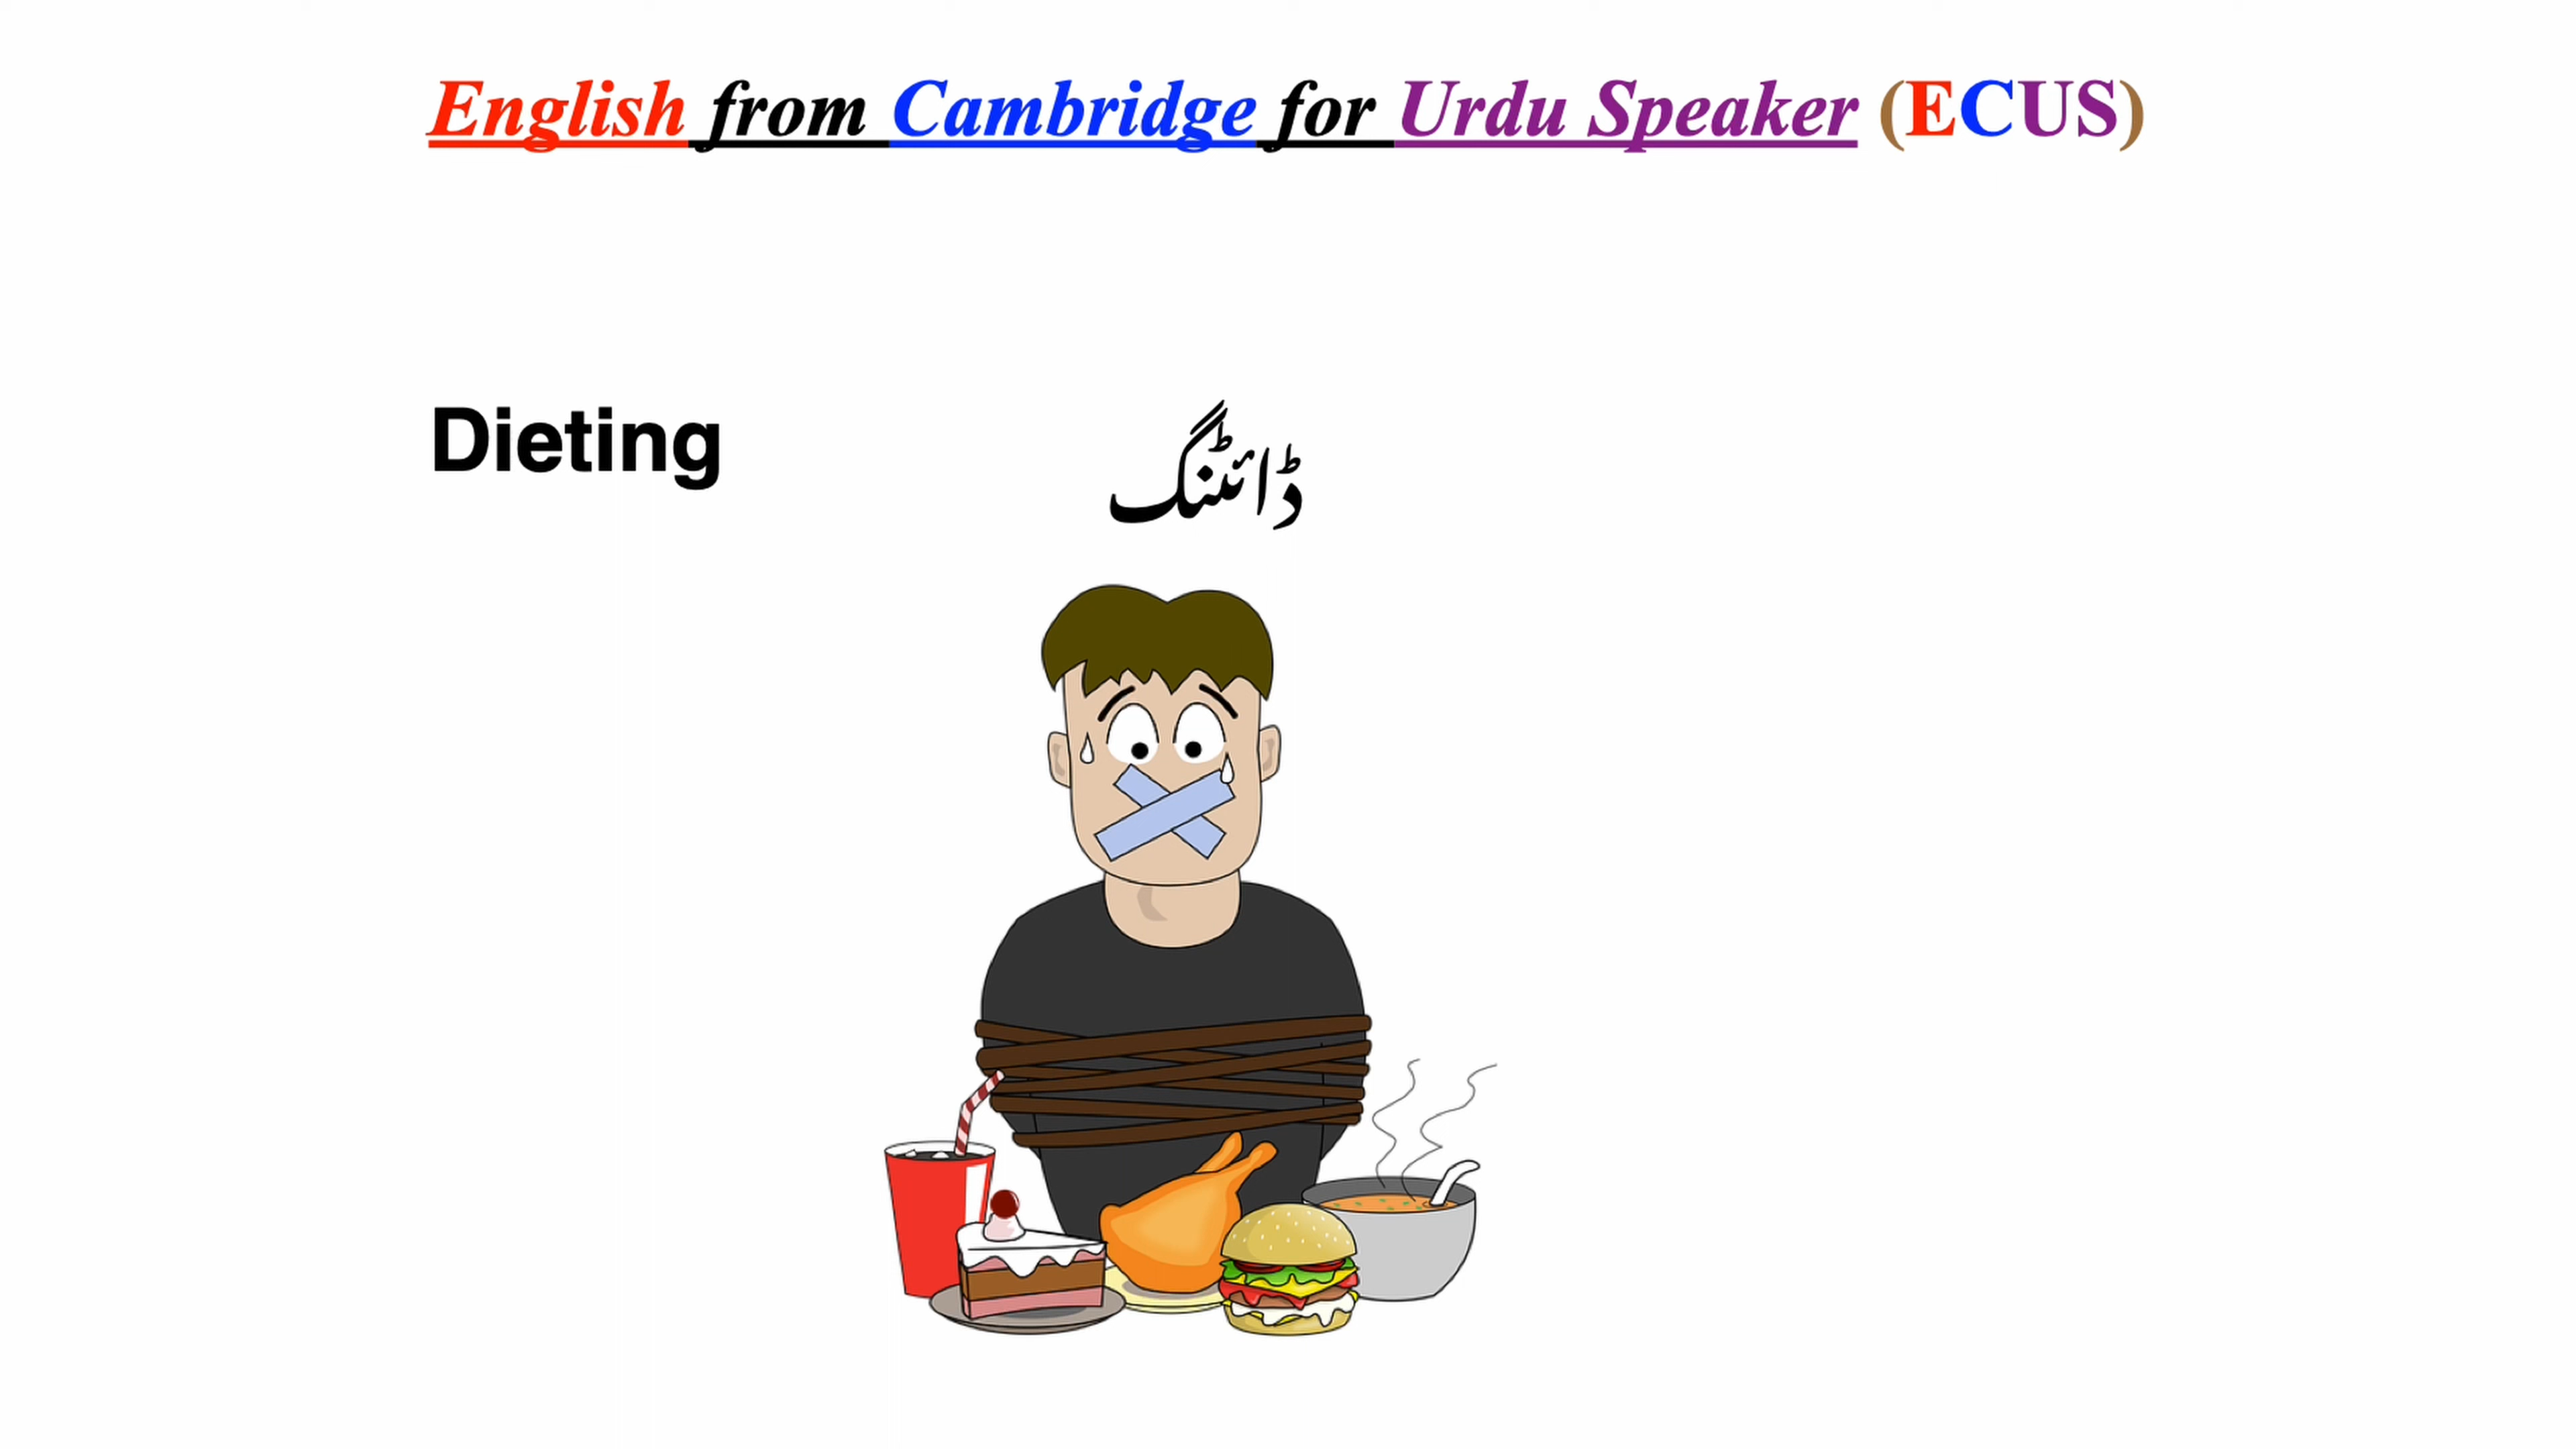 English from Cambridge for Urdu Speaker (ECUS)
Dieting
ڈائٹنگ